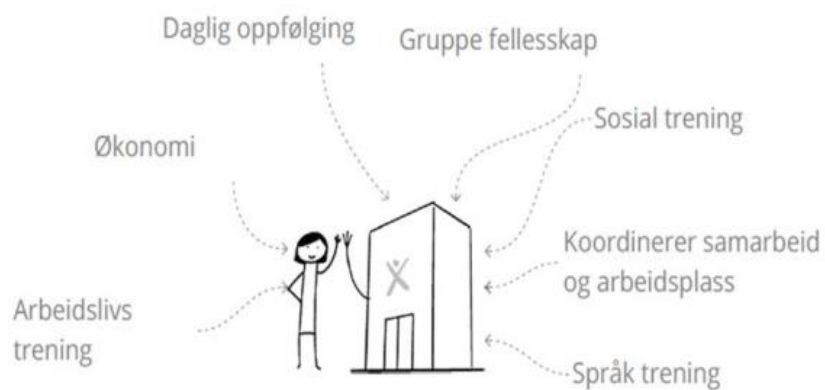 Daglig oppfølging
Gruppe fellesskap
Sosial trening
Økonomi
Koordinerer samarbeid
og arbeidsplass
Arbeidslivs
trening
Språk trening